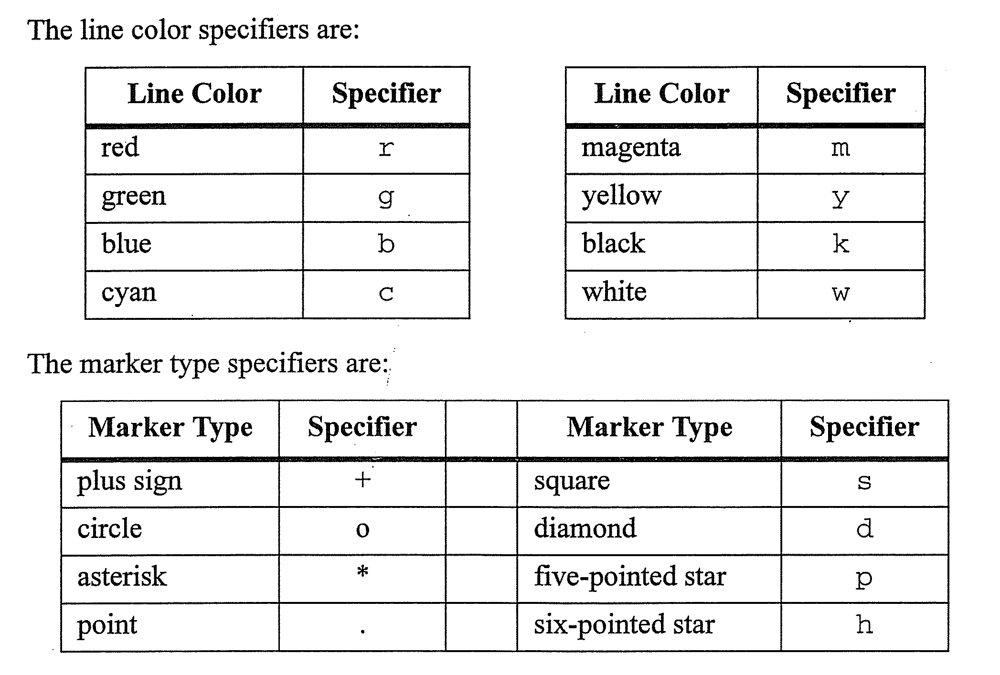 The line color specifiers are:
Line Color Specifier
red r
green g
blue b
cyan c
Line Color Specifier
magenta m
yellow y
black k
white w
The marker type specifiers are:
Marker Type Specifier Marker Type Specifier
plus sign + square s
circle o diamond d
asterisk * five-pointed star p
point . six-pointed star h